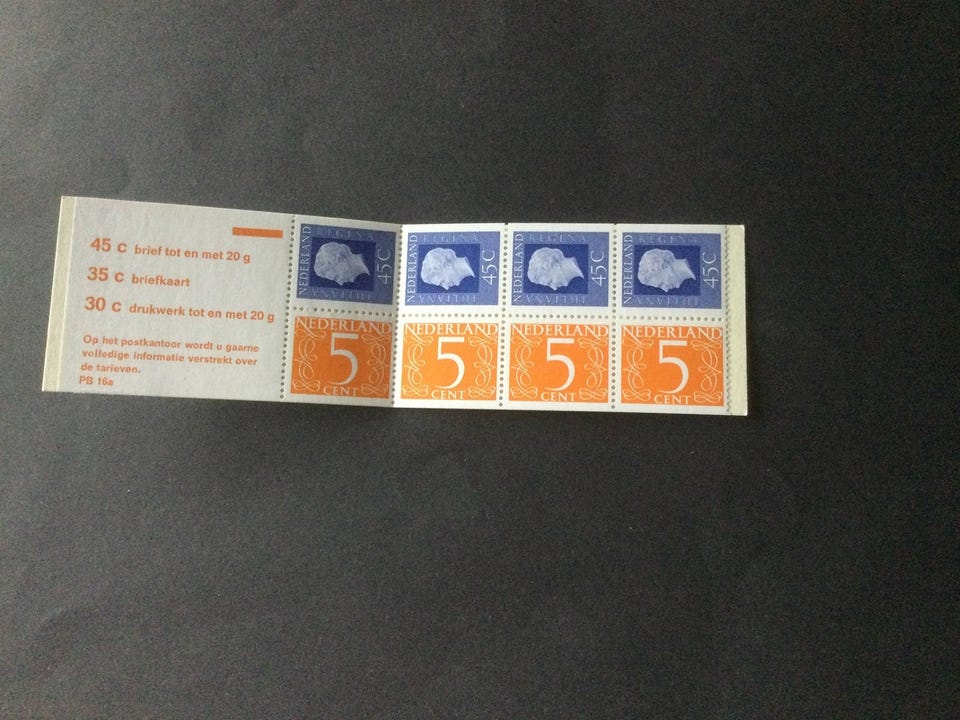 45 c brief tot en met 20 g
35 c briefkaart
30 c drukwerk tot en met 20 g
Op het postkantoor wordt u gaarne
volledige informatie verstrekt over
de tarieven.
PB 16a
NEDERLAND
REGINA
JULIANA
45C
NEDERLAND
REGINA
JULIANA
45C
NEDERLAND
REGINA
JULIANA
45C
NEDERLAND
REGINA
JULIANA
45C
NEDERLAND
5
CENT
NEDERLAND
5
CENT
NEDERLAND
5
CENT
NEDERLAND
5
CENT